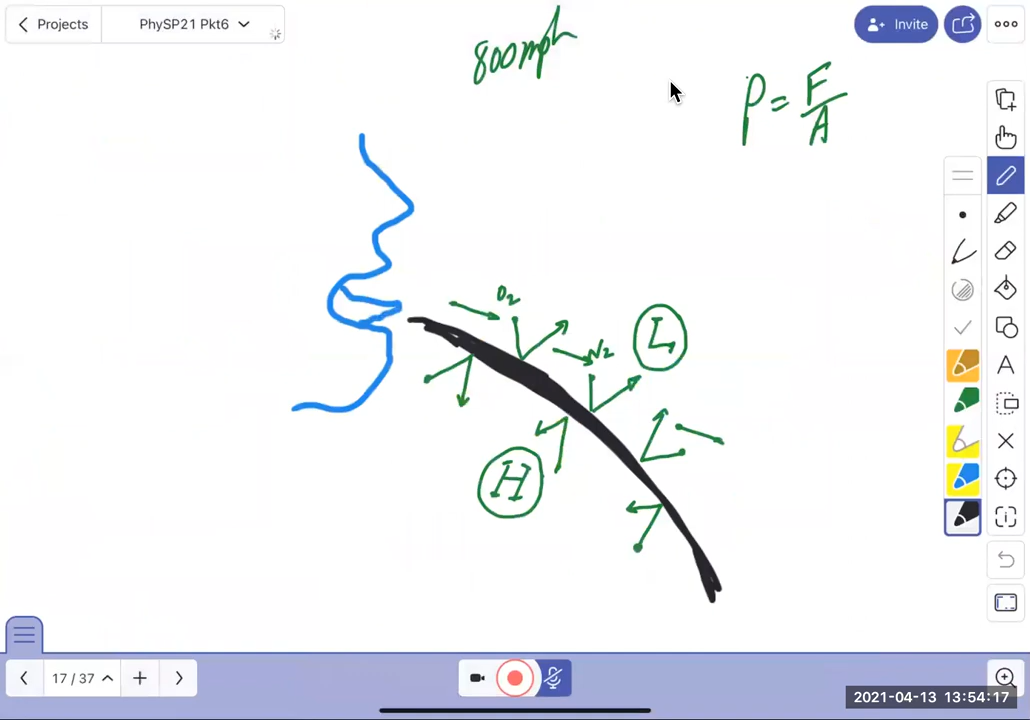 Projects
PhySP21 Pkt6
Invite
800mph
P = F/A
O2
N2
L
H
A
17 / 37
2021-04-13 13:54:17